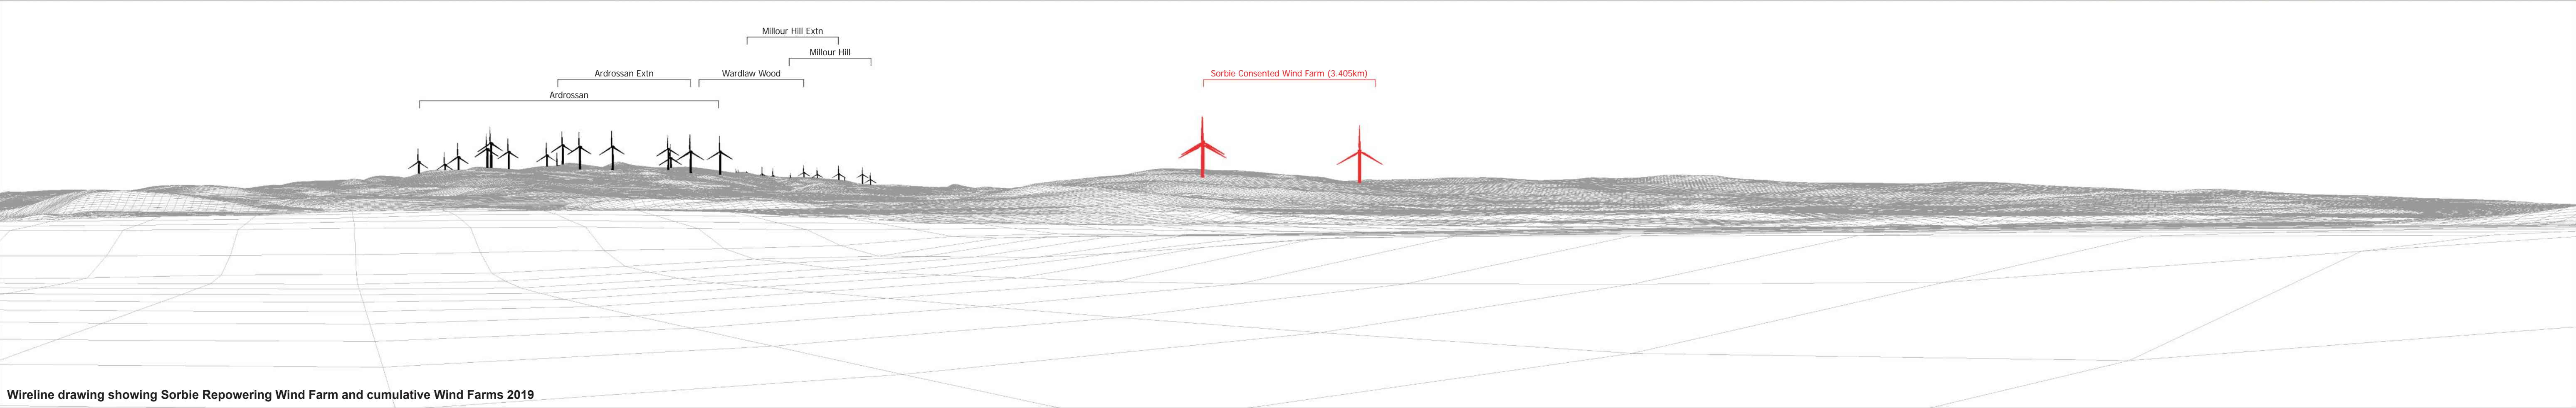 Millour Hill Extn
Millour Hill
Ardrossan Extn
Wardlaw Wood
Sorbie Consented Wind Farm (3.405km)
Ardrossan
Wireline drawing showing Sorbie Repowering Wind Farm and cumulative Wind Farms 2019